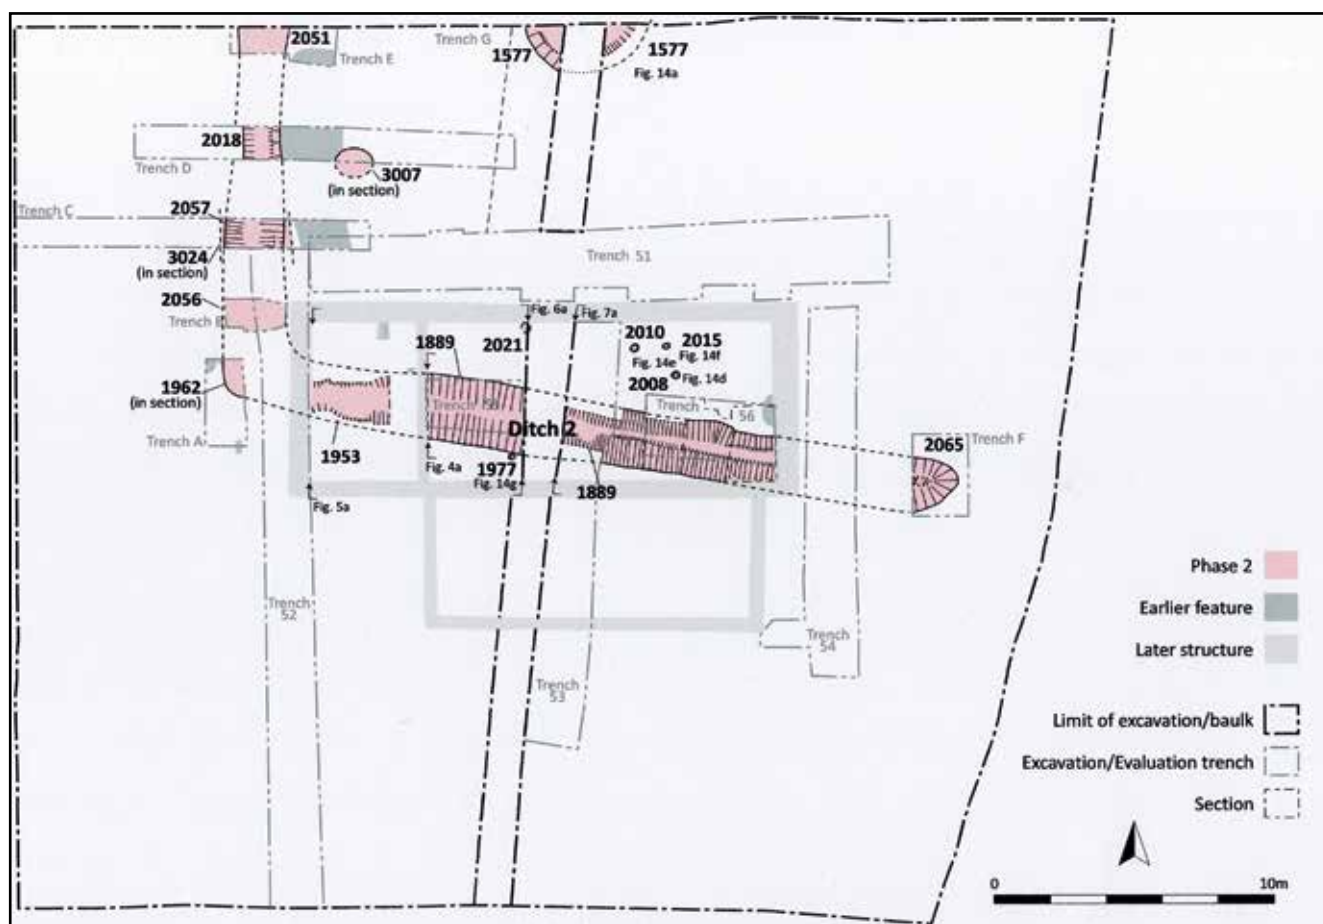 2051
Trench G
1577
1577
Fig. 14a
Trench E
2018
Trench D
3007
(in section)
2057
Trench C
Trench 51
3024
(in section)
2056
Trench B
Fig. 6a
Fig. 7a
1889
2021
2010
2015
Fig. 14e
Fig. 14f
Fig. 14d
2008
Trench
56
1962
(in section)
Trench 50
Ditch 2
Trench A
1953
Fig. 4a
1977
Fig. 14g
1889
2065
Trench F
Fig. 5a
Phase 2
Earlier feature
Later structure
Trench
52
Trench
54
Trench
53
Limit of excavation/baulk
Excavation/Evaluation trench
Section
0
10m